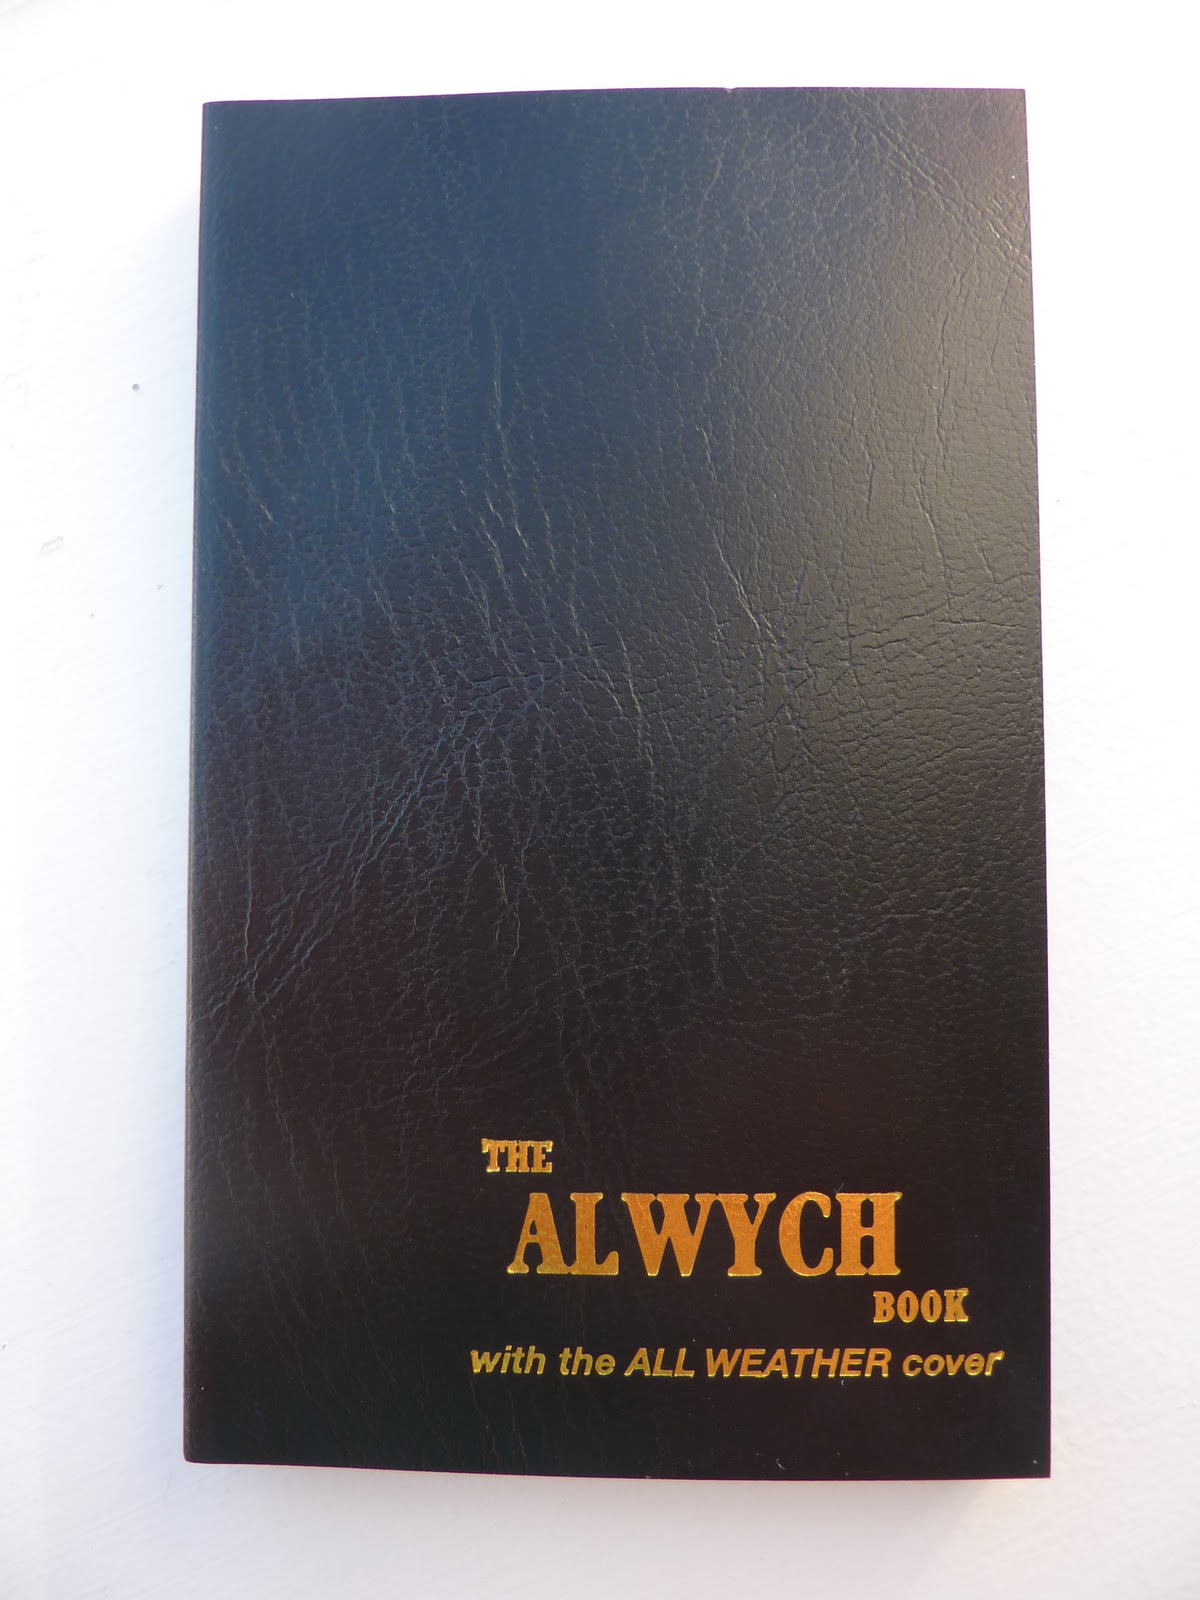 THE
ALWYCH
BOOK
with the ALL WEATHER cover